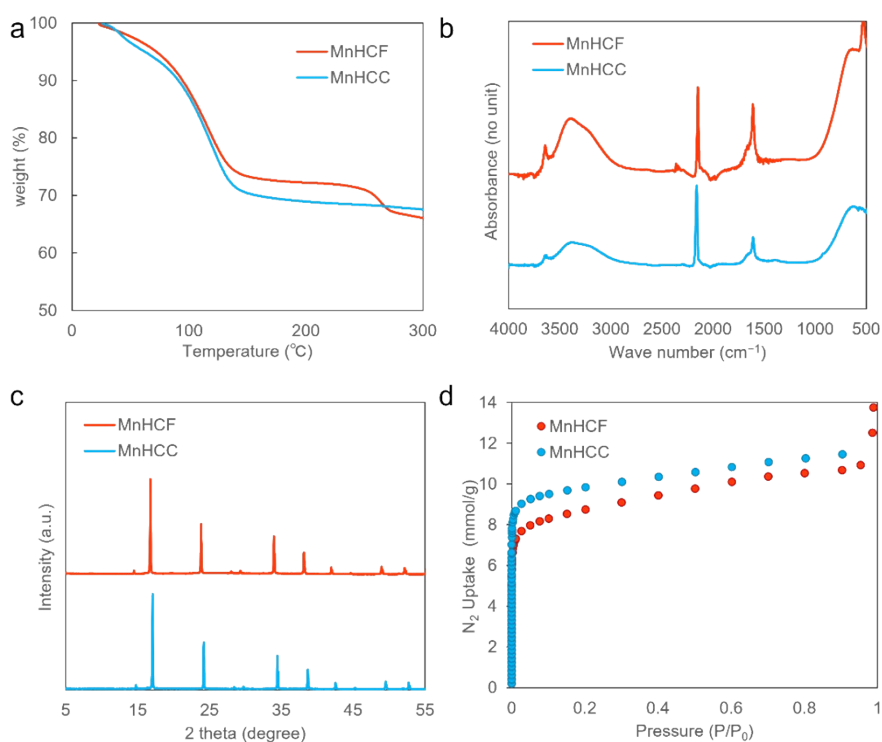 a
MnHCF
MnHCC
weight (%)
100
90
80
70
60
50
0
100
200
300
Temperature (℃)
b
MnHCF
MnHCC
Absorbance (no unit)
4000 3500 3000 2500 2000 1500 1000 500
Wave number (cm⁻¹)
c
MnHCF
MnHCC
Intensity (a.u.)
5 15 25 35 45 55
2 theta (degree)
d
MnHCF
MnHCC
N₂ Uptake (mmol/g)
14
12
10
8
6
4
2
0
0 0.2 0.4 0.6 0.8 1
Pressure (P/P₀)